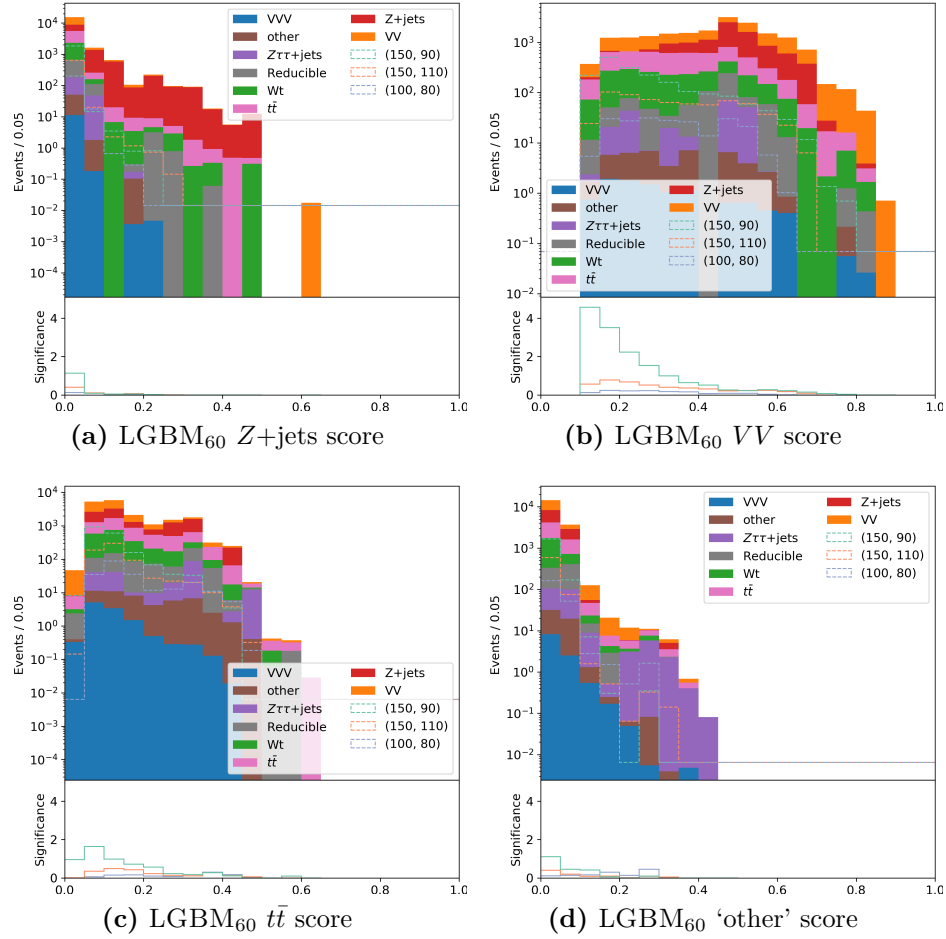 10⁴
10³
10²
10¹
10⁰
10⁻¹
10⁻²
10⁻³
10⁻⁴
Events / 0.05
VVV
other
Zττ+jets
Reducible
Wt
tt̄
Z+jets
VV
(150, 90)
(150, 110)
(100, 80)
4
2
0
Significance
0.0 0.2 0.4 0.6 0.8 1.0
(a) LGBM₆₀ Z+jets score
10³
10²
10¹
10⁰
10⁻¹
10⁻²
Events / 0.05
VVV
other
Zττ+jets
Reducible
Wt
tt̄
Z+jets
VV
(150, 90)
(150, 110)
(100, 80)
4
2
0
Significance
0.0 0.2 0.4 0.6 0.8 1.0
(b) LGBM₆₀ VV score
10⁴
10³
10²
10¹
10⁰
10⁻¹
10⁻²
10⁻³
10⁻⁴
Events / 0.05
VVV
other
Zττ+jets
Reducible
Wt
tt̄
Z+jets
VV
(150, 90)
(150, 110)
(100, 80)
4
2
0
Significance
0.0 0.2 0.4 0.6 0.8 1.0
(c) LGBM₆₀ tt̄ score
10⁴
10³
10²
10¹
10⁰
10⁻¹
10⁻²
Events / 0.05
VVV
other
Zττ+jets
Reducible
Wt
tt̄
Z+jets
VV
(150, 90)
(150, 110)
(100, 80)
4
2
0
Significance
0.0 0.2 0.4 0.6 0.8 1.0
(d) LGBM₆₀ ‘other’ score